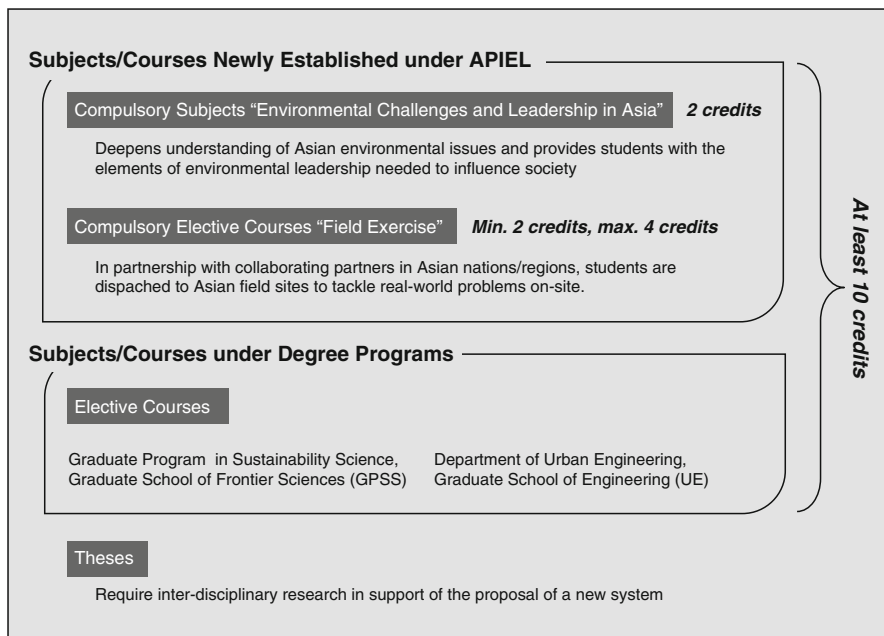 Subjects/Courses Newly Established under APIEL
Compulsory Subjects “Environmental Challenges and Leadership in Asia” 2 credits
Deepens understanding of Asian environmental issues and provides students with the
elements of environmental leadership needed to influence society
Compulsory Elective Courses “Field Exercise” Min. 2 credits, max. 4 credits
In partnership with collaborating partners in Asian nations/regions, students are
dispached to Asian field sites to tackle real-world problems on-site.
At least 10 credits
Subjects/Courses under Degree Programs
Elective Courses
Graduate Program in Sustainability Science,
Graduate School of Frontier Sciences (GPSS)
Department of Urban Engineering,
Graduate School of Engineering (UE)
Theses
Require inter-disciplinary research in support of the proposal of a new system